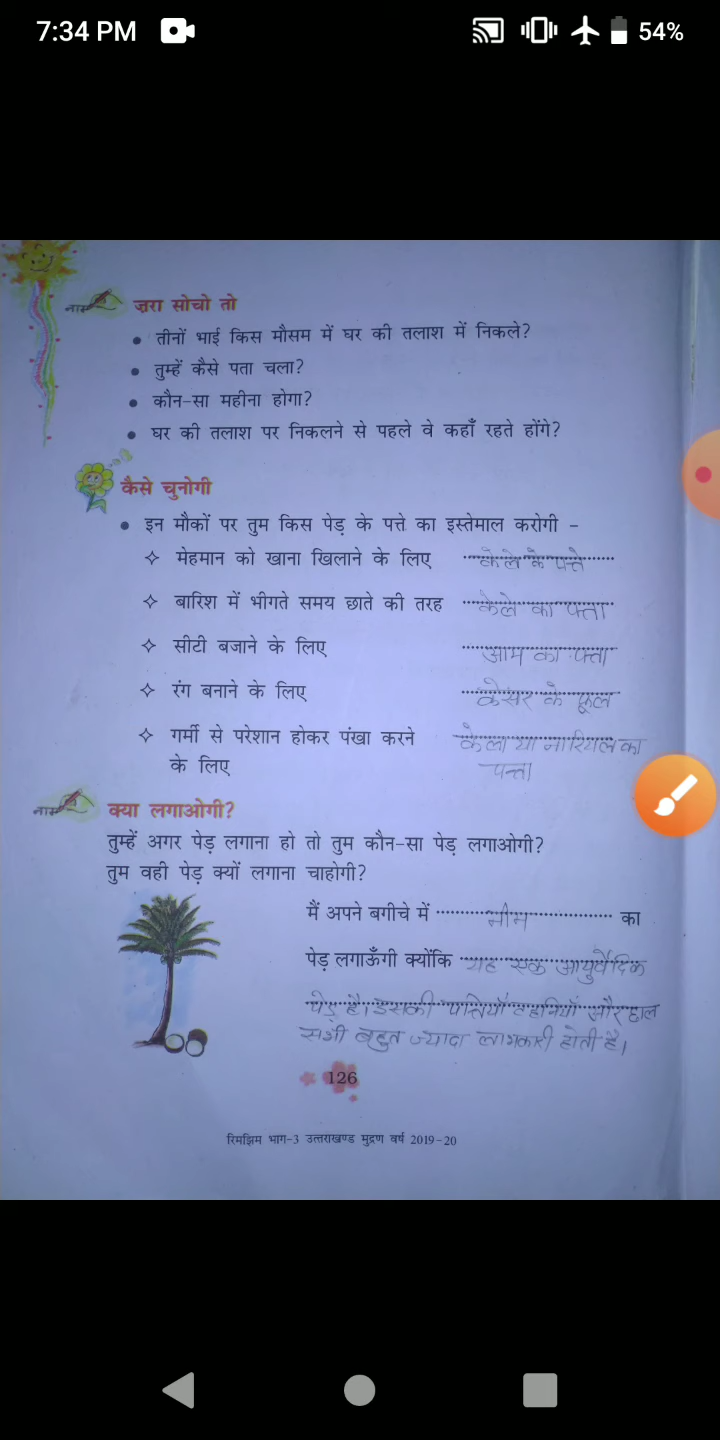 7:34 PM
54%
ज़रा सोचो तो
तीनों भाई किस मौसम में घर की तलाश में निकले?
तुम्हें कैसे पता चला?
कौन-सा महीना होगा?
घर की तलाश पर निकलने से पहले वे कहाँ रहते होंगे?
कैसे चुनोगी
इन मौकों पर तुम किस पेड़ के पत्ते का इस्तेमाल करोगी –
मेहमान को खाना खिलाने के लिए केले के पत्ते
बारिश में भीगते समय छाते की तरह केले का पत्ता
सीटी बजाने के लिए आम का पत्ता
रंग बनाने के लिए केसर के फूल
गर्मी से परेशान होकर पंखा करने केला या नारियल का
के लिए पत्ता
क्या लगाओगी?
तुम्हें अगर पेड़ लगाना हो तो तुम कौन-सा पेड़ लगाओगी?
तुम वही पेड़ क्यों लगाना चाहोगी?
मैं अपने बगीचे में नीम का
पेड़ लगाऊँगी क्योंकि यह एक आयुर्वेदिक
पेड़ है। इसकी पत्तियाँ टहनियाँ और छाल
सभी बहुत ज्यादा लाभकारी होती है।
126
रिमझिम भाग-3 उत्तराखण्ड मुद्रण वर्ष 2019-20